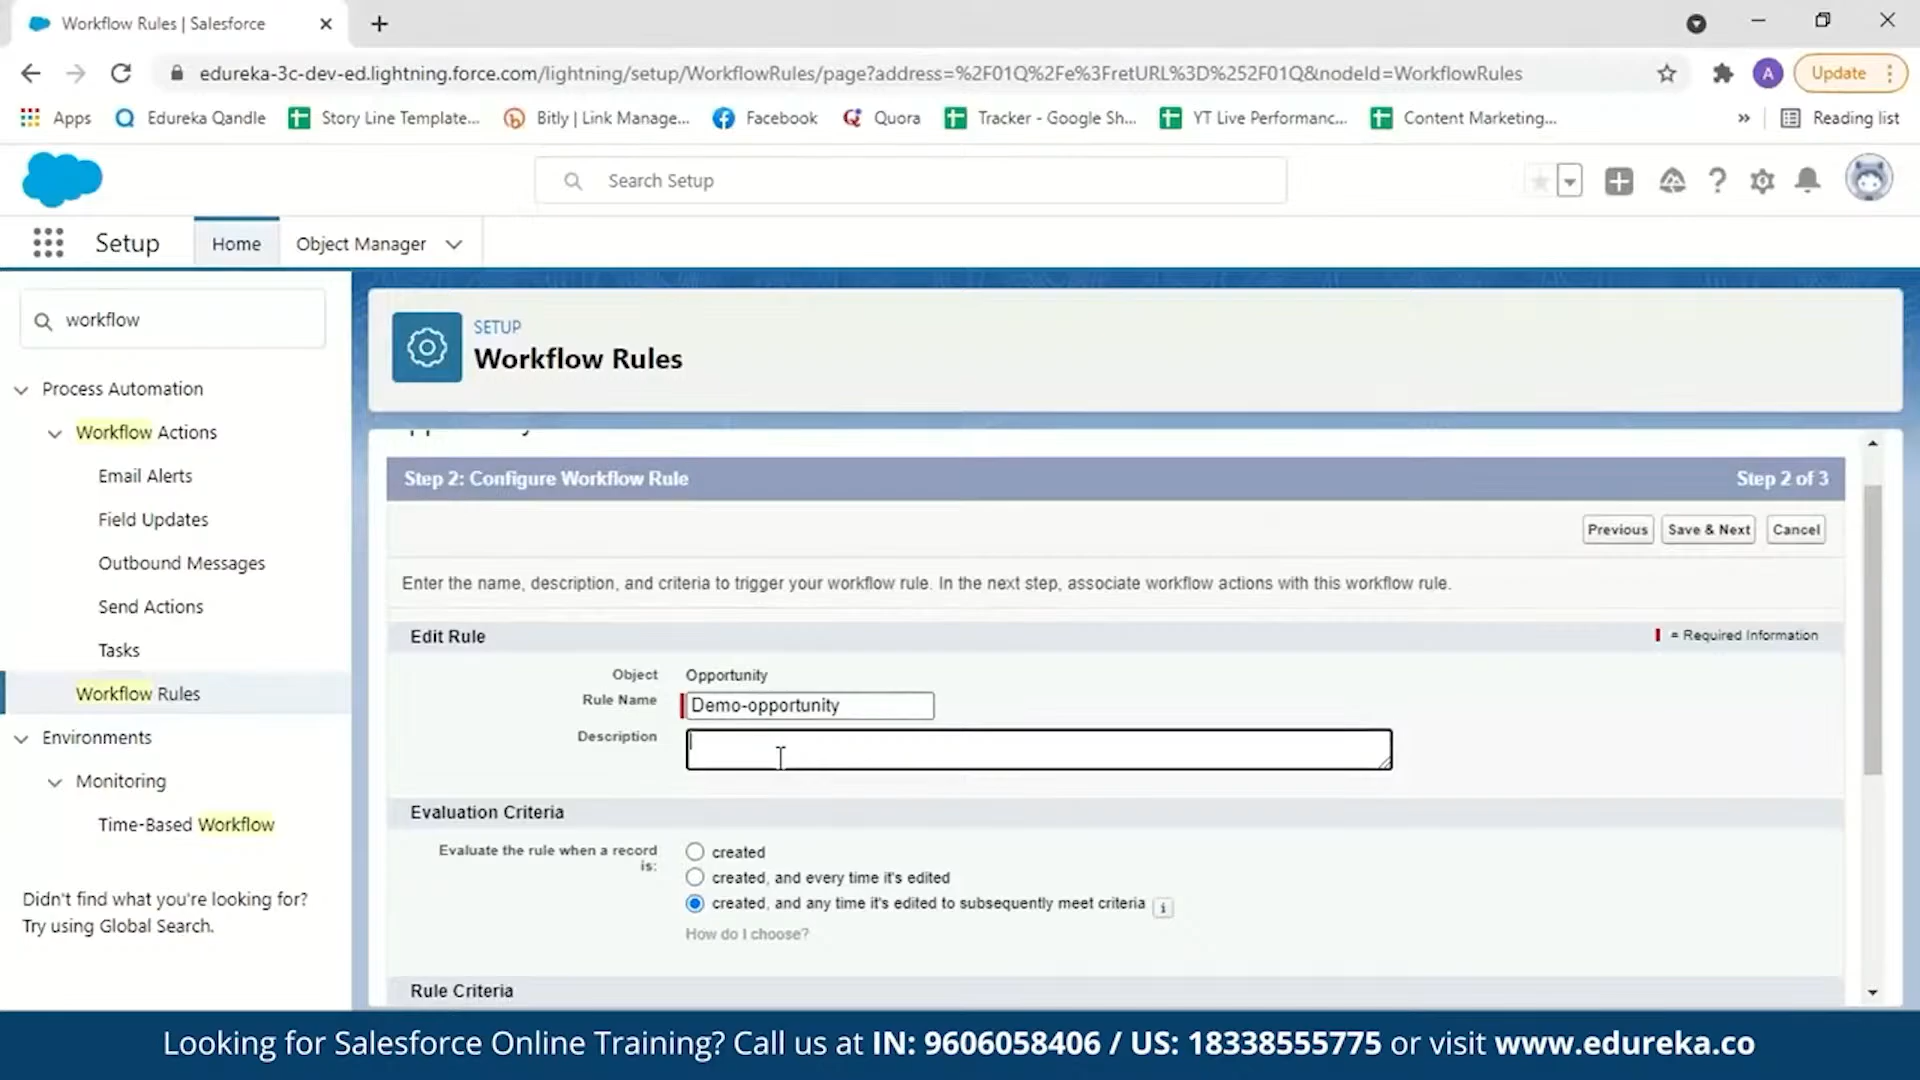 Workflow Rules | Salesforce
edureka-3c-dev-ed.lightning.force.com/lightning/setup/WorkflowRules/page?address=%2F01Q%2Fe%3FretURL%3D%252F01Q&nodeId=WorkflowRules
A
Update
Apps
Edureka Qandle
Story Line Template...
Bitly | Link Manage...
Facebook
Quora
Tracker - Google Sh...
YT Live Performanc...
Content Marketing...
»
Reading list
Search Setup
Setup
Home
Object Manager
workflow
Process Automation
Workflow Actions
Email Alerts
Field Updates
Outbound Messages
Send Actions
Tasks
Workflow Rules
Environments
Monitoring
Time-Based Workflow
Didn't find what you're looking for?
Try using Global Search.
SETUP
Workflow Rules
Step 2: Configure Workflow Rule
Step 2 of 3
Previous
Save & Next
Cancel
Enter the name, description, and criteria to trigger your workflow rule. In the next step, associate workflow actions with this workflow rule.
Edit Rule
= Required Information
Object
Opportunity
Rule Name
Demo-opportunity
Description
Evaluation Criteria
Evaluate the rule when a record
is:
created
created, and every time it's edited
created, and any time it's edited to subsequently meet criteria
i
How do I choose?
Rule Criteria
Looking for Salesforce Online Training? Call us at IN: 9606058406 / US: 18338555775 or visit www.edureka.co